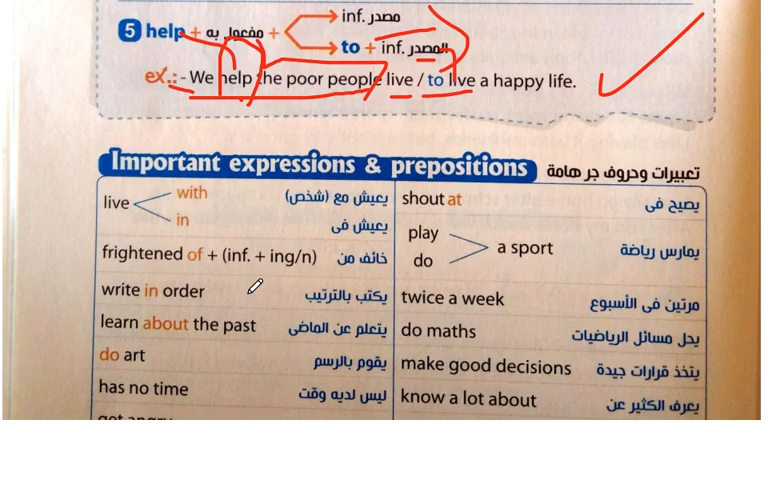 5 help + مفعول به + inf. مصدر
to + inf. المصدر
ex.: - We help the poor people live / to live a happy life.
Important expressions & prepositions تعبيرات وحروف جر هامة
live with يعيش مع (شخص)
in يعيش فى
frightened of + (inf. + ing/n) خائف من
write in order يكتب بالترتيب
learn about the past يتعلم عن الماضى
do art يقوم بالرسم
has no time ليس لديه وقت
got angry
shout at يصيح فى
play
do
a sport يمارس رياضة
twice a week مرتين فى الأسبوع
do maths يحل مسائل الرياضيات
make good decisions يتخذ قرارات جيدة
know a lot about يعرف الكثير عن